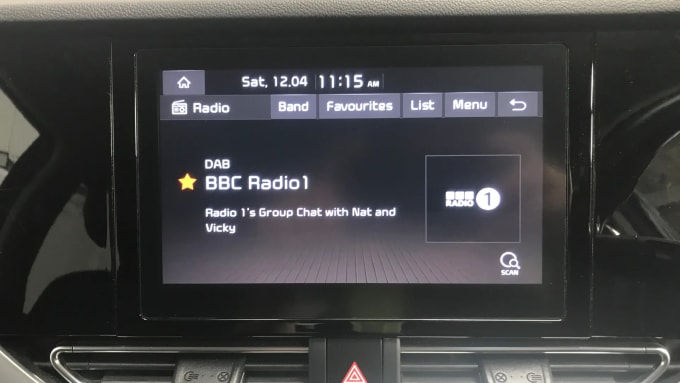 Sat, 12.04 11:15 AM
Radio Band Favourites List Menu
DAB
BBC Radio1
Radio 1's Group Chat with Nat and
Vicky
RADIO 1
SCAN